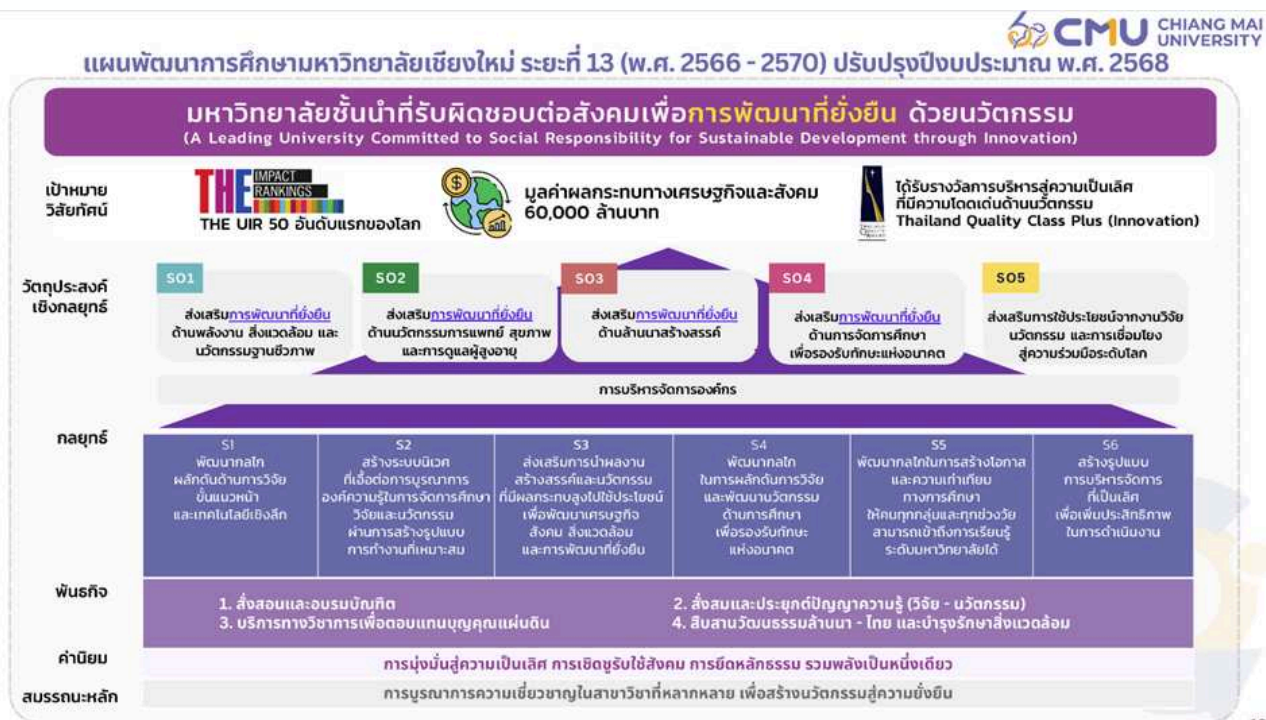 CMU CHIANG MAI UNIVERSITY
แผนพัฒนาการศึกษามหาวิทยาลัยเชียงใหม่ ระยะที่ 13 (พ.ศ. 2566 - 2570) ปรับปรุงปีงบประมาณ พ.ศ. 2568
มหาวิทยาลัยชั้นนำที่รับผิดชอบต่อสังคมเพื่อการพัฒนาที่ยั่งยืน ด้วยนวัตกรรม
(A Leading University Committed to Social Responsibility for Sustainable Development through Innovation)
เป้าหมาย
วิสัยทัศน์
THE IMPACT
RANKINGS
THE UIR 50 อันดับแรกของโลก
มูลค่าผลกระทบทางเศรษฐกิจและสังคม
60,000 ล้านบาท
ได้รับรางวัลการบริหารสู่ความเป็นเลิศ
ที่มีความโดดเด่นด้านนวัตกรรม
Thailand Quality Class Plus (Innovation)
วัตถุประสงค์
เชิงกลยุทธ์
SO1
ส่งเสริมการพัฒนาที่ยั่งยืน
ด้านพลังงาน สิ่งแวดล้อม และ
นวัตกรรมฐานชีวภาพ
SO2
ส่งเสริมการพัฒนาที่ยั่งยืน
ด้านนวัตกรรมการแพทย์ สุขภาพ
และการดูแลผู้สูงอายุ
SO3
ส่งเสริมการพัฒนาที่ยั่งยืน
ด้านล้านนาสร้างสรรค์
SO4
ส่งเสริมการพัฒนาที่ยั่งยืน
ด้านการจัดการศึกษา
เพื่อรองรับทักษะแห่งอนาคต
SO5
ส่งเสริมการใช้ประโยชน์จากงานวิจัย
นวัตกรรม และการเชื่อมโยง
สู่ความร่วมมือระดับโลก
การบริหารจัดการองค์กร
กลยุทธ์
S1
พัฒนากลไก
ผลักดันด้านการวิจัย
ขั้นแนวหน้า
และเทคโนโลยีเชิงลึก
S2
สร้างระบบนิเวศ
ที่เอื้อต่อการบูรณาการ
องค์ความรู้ในการจัดการศึกษา
วิจัยและนวัตกรรม
ผ่านการสร้างรูปแบบ
การทำงานที่เหมาะสม
S3
ส่งเสริมการนำผลงาน
สร้างสรรค์และนวัตกรรม
ที่มีผลกระทบสูงไปใช้ประโยชน์
เพื่อพัฒนาเศรษฐกิจ
สังคม สิ่งแวดล้อม
และการพัฒนาที่ยั่งยืน
S4
พัฒนากลไก
ในการผลักดันการวิจัย
และพัฒนานวัตกรรม
ด้านการศึกษา
เพื่อรองรับทักษะ
แห่งอนาคต
S5
พัฒนากลไกในการสร้างโอกาส
และความเท่าเทียม
ทางการศึกษา
ให้คนทุกกลุ่มและทุกช่วงวัย
สามารถเข้าถึงการเรียนรู้
ระดับมหาวิทยาลัยได้
S6
สร้างรูปแบบ
การบริหารจัดการ
ที่เป็นเลิศ
เพื่อเพิ่มประสิทธิภาพ
ในการดำเนินงาน
พันธกิจ
1. สั่งสอนและอบรมบัณฑิต
2. สั่งสมและประยุกต์ปัญญาความรู้ (วิจัย - นวัตกรรม)
3. บริการทางวิชาการเพื่อตอบแทนบุญคุณแผ่นดิน
4. สืบสานวัฒนธรรมล้านนา - ไทย และบำรุงรักษาสิ่งแวดล้อม
ค่านิยม
การมุ่งมั่นสู่ความเป็นเลิศ การเชิดชูรับใช้สังคม การยึดหลักธรรม รวมพลังเป็นหนึ่งเดียว
สมรรถนะหลัก
การบูรณาการความเชี่ยวชาญในสาขาวิชาที่หลากหลาย เพื่อสร้างนวัตกรรมสู่ความยั่งยืน